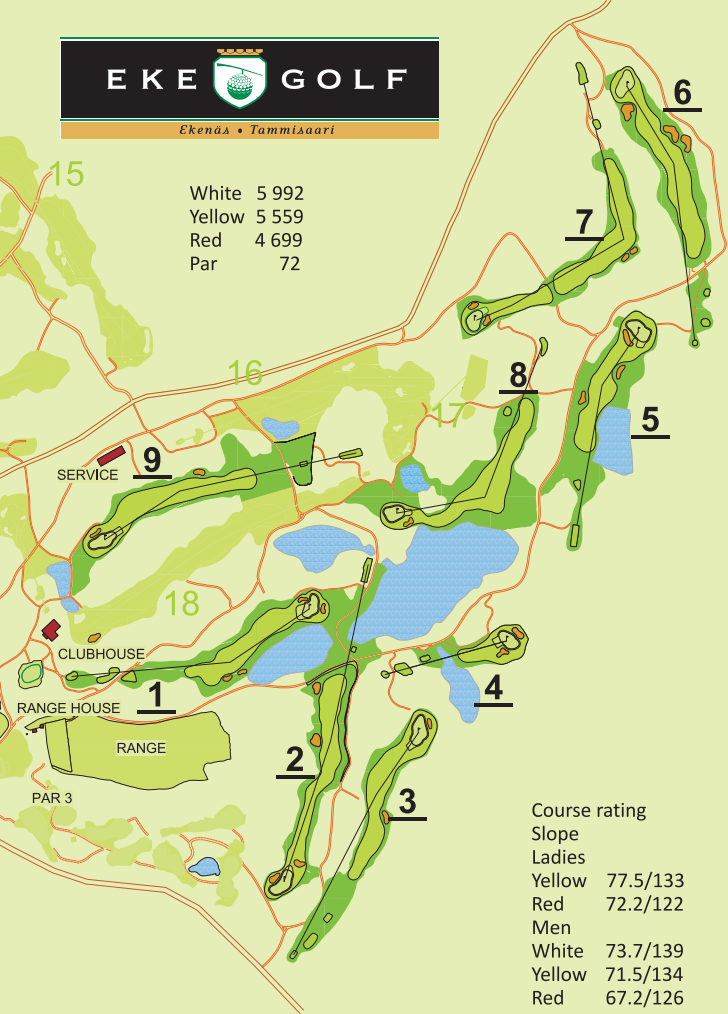 EKE GOLF
Ekenäs • Tammisaari
15
6
White 5 992
Yellow 5 559
Red 4 699
Par 72
7
16
8
17
5
9
SERVICE
18
CLUBHOUSE
1
4
RANGE HOUSE
RANGE
2
3
PAR 3
Course rating
Slope
Ladies
Yellow 77.5/133
Red 72.2/122
Men
White 73.7/139
Yellow 71.5/134
Red 67.2/126